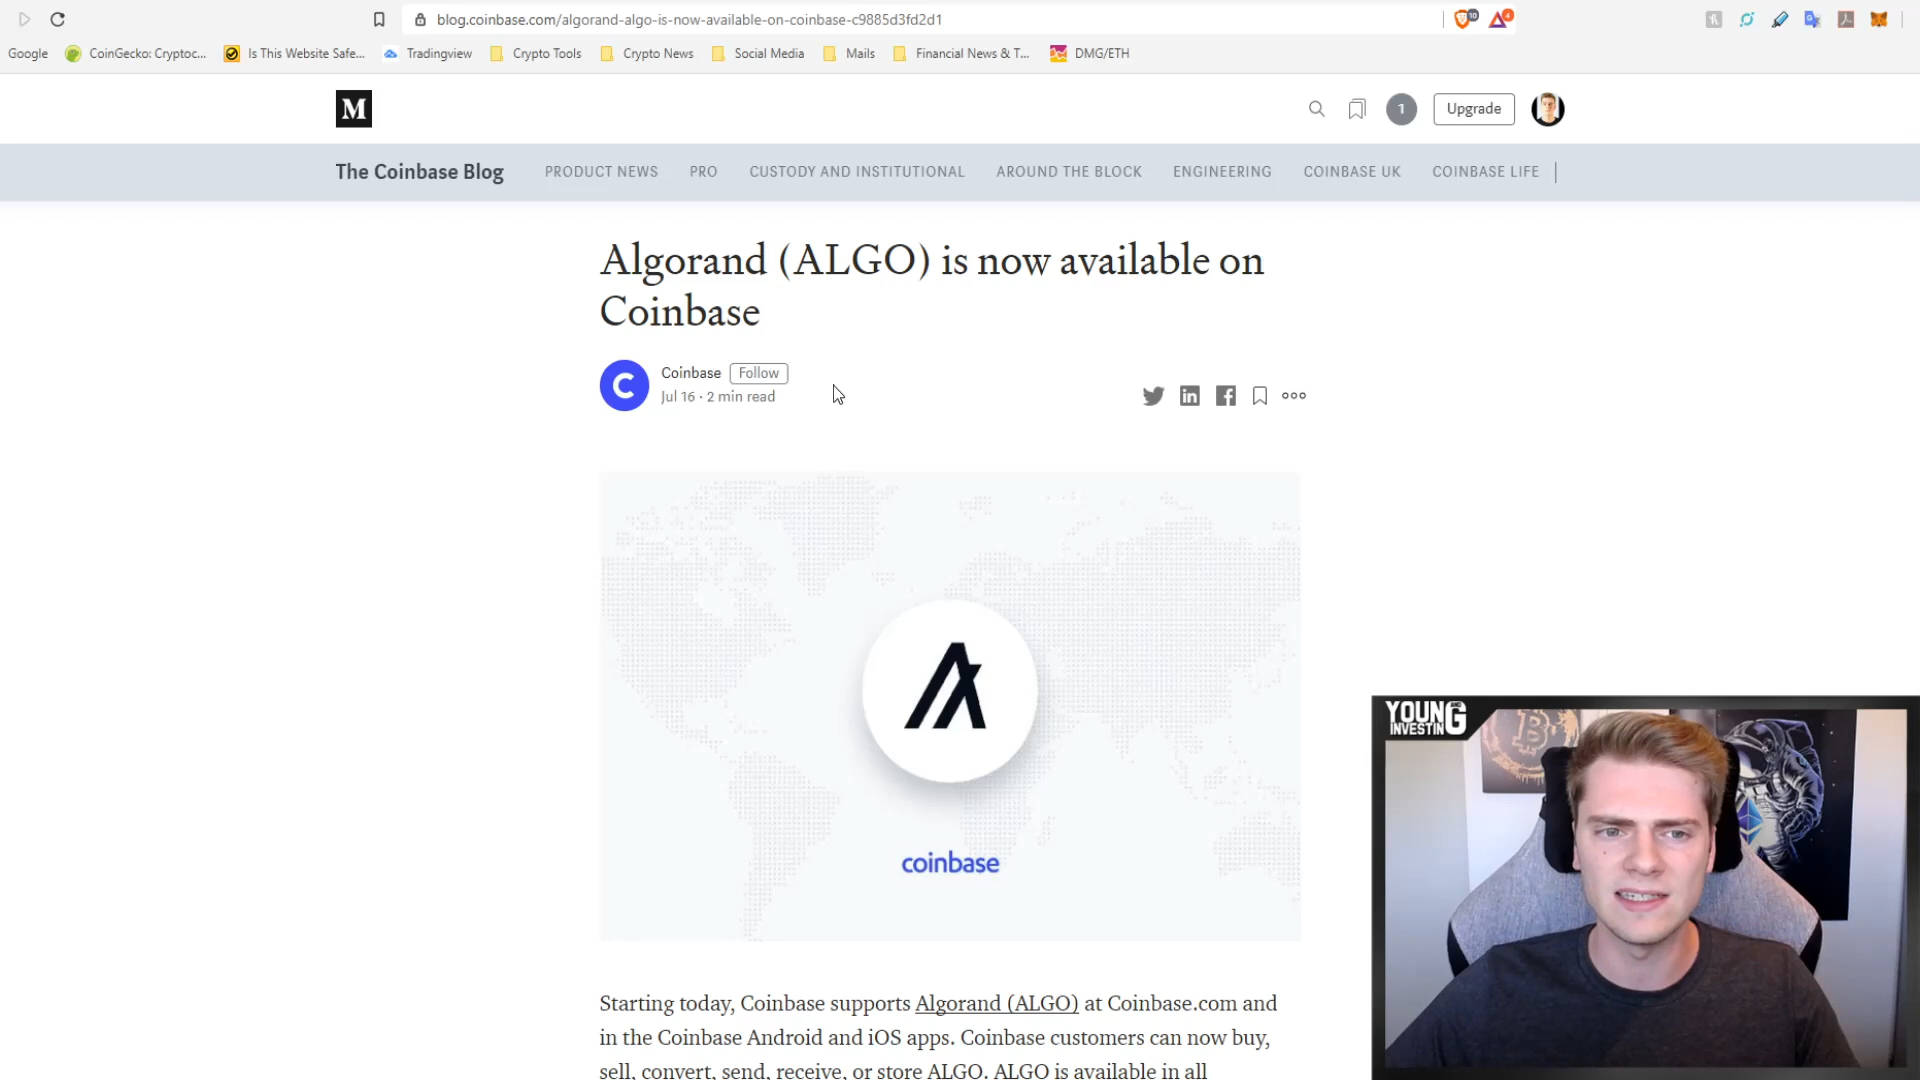 blog.coinbase.com/algorand-algo-is-now-available-on-coinbase-c9885d3fd2d1
10
4
Google
CoinGecko: Cryptoc...
Is This Website Safe...
Tradingview
Crypto Tools
Crypto News
Social Media
Mails
Financial News & T...
DMG/ETH
M
1
Upgrade
The Coinbase Blog
PRODUCT NEWS
PRO
CUSTODY AND INSTITUTIONAL
AROUND THE BLOCK
ENGINEERING
COINBASE UK
COINBASE LIFE
Algorand (ALGO) is now available on
Coinbase
C
Coinbase
Follow
Jul 16 · 2 min read
coinbase
Starting today, Coinbase supports Algorand (ALGO) at Coinbase.com and
in the Coinbase Android and iOS apps. Coinbase customers can now buy,
sell, convert, send, receive, or store ALGO. ALGO is available in all
YOUNG
AND
INVESTING